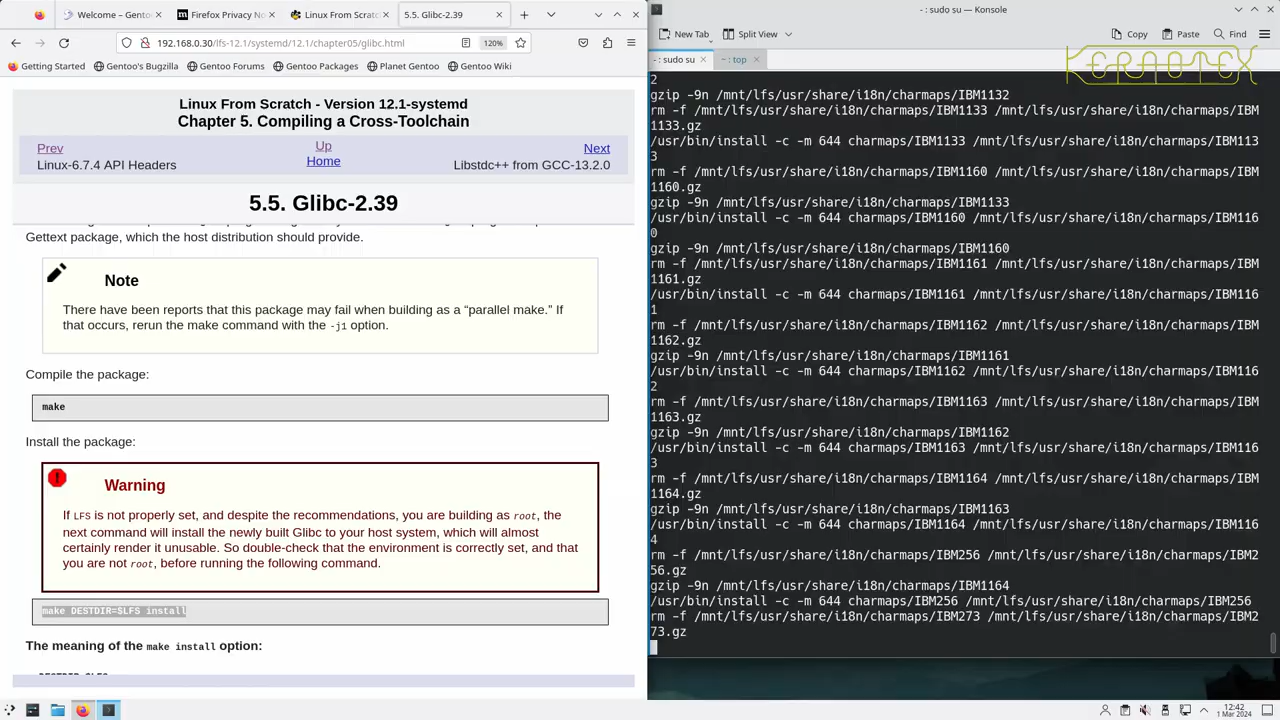 Welcome – Gento
Firefox Privacy No
Linux From Scratc
5.5. Glibc-2.39
192.168.0.30/lfs-12.1/systemd/12.1/chapter05/glibc.html
120%
Getting Started
Gentoo's Bugzilla
Gentoo Forums
Gentoo Packages
Planet Gentoo
Gentoo Wiki
Linux From Scratch - Version 12.1-systemd
Chapter 5. Compiling a Cross-Toolchain
Prev
Up
Next
Linux-6.7.4 API Headers
Home
Libstdc++ from GCC-13.2.0
5.5. Glibc-2.39
Gettext package, which the host distribution should provide.
Note
There have been reports that this package may fail when building as a “parallel make.” If
that occurs, rerun the make command with the -j1 option.
Compile the package:
make
Install the package:
Warning
If LFS is not properly set, and despite the recommendations, you are building as root, the
next command will install the newly built Glibc to your host system, which will almost
certainly render it unusable. So double-check that the environment is correctly set, and that
you are not root, before running the following command.
make DESTDIR=$LFS install
The meaning of the make install option:
- : sudo su — Konsole
New Tab
Split View
Copy
Paste
Find
- : sudo su
- : top
KERNOTEX
2
gzip -9n /mnt/lfs/usr/share/i18n/charmaps/IBM1132
rm -f /mnt/lfs/usr/share/i18n/charmaps/IBM1133 /mnt/lfs/usr/share/i18n/charmaps/IBM
1133.gz
/usr/bin/install -c -m 644 charmaps/IBM1133 /mnt/lfs/usr/share/i18n/charmaps/IBM113
3
rm -f /mnt/lfs/usr/share/i18n/charmaps/IBM1160 /mnt/lfs/usr/share/i18n/charmaps/IBM
1160.gz
gzip -9n /mnt/lfs/usr/share/i18n/charmaps/IBM1133
/usr/bin/install -c -m 644 charmaps/IBM1160 /mnt/lfs/usr/share/i18n/charmaps/IBM116
0
gzip -9n /mnt/lfs/usr/share/i18n/charmaps/IBM1160
rm -f /mnt/lfs/usr/share/i18n/charmaps/IBM1161 /mnt/lfs/usr/share/i18n/charmaps/IBM
1161.gz
/usr/bin/install -c -m 644 charmaps/IBM1161 /mnt/lfs/usr/share/i18n/charmaps/IBM116
1
rm -f /mnt/lfs/usr/share/i18n/charmaps/IBM1162 /mnt/lfs/usr/share/i18n/charmaps/IBM
1162.gz
gzip -9n /mnt/lfs/usr/share/i18n/charmaps/IBM1161
/usr/bin/install -c -m 644 charmaps/IBM1162 /mnt/lfs/usr/share/i18n/charmaps/IBM116
2
rm -f /mnt/lfs/usr/share/i18n/charmaps/IBM1163 /mnt/lfs/usr/share/i18n/charmaps/IBM
1163.gz
gzip -9n /mnt/lfs/usr/share/i18n/charmaps/IBM1162
/usr/bin/install -c -m 644 charmaps/IBM1163 /mnt/lfs/usr/share/i18n/charmaps/IBM116
3
rm -f /mnt/lfs/usr/share/i18n/charmaps/IBM1164 /mnt/lfs/usr/share/i18n/charmaps/IBM
1164.gz
gzip -9n /mnt/lfs/usr/share/i18n/charmaps/IBM1163
/usr/bin/install -c -m 644 charmaps/IBM1164 /mnt/lfs/usr/share/i18n/charmaps/IBM116
4
rm -f /mnt/lfs/usr/share/i18n/charmaps/IBM256 /mnt/lfs/usr/share/i18n/charmaps/IBM2
56.gz
gzip -9n /mnt/lfs/usr/share/i18n/charmaps/IBM1164
/usr/bin/install -c -m 644 charmaps/IBM256 /mnt/lfs/usr/share/i18n/charmaps/IBM256
rm -f /mnt/lfs/usr/share/i18n/charmaps/IBM273 /mnt/lfs/usr/share/i18n/charmaps/IBM2
73.gz
12:42
1 Mar 2024